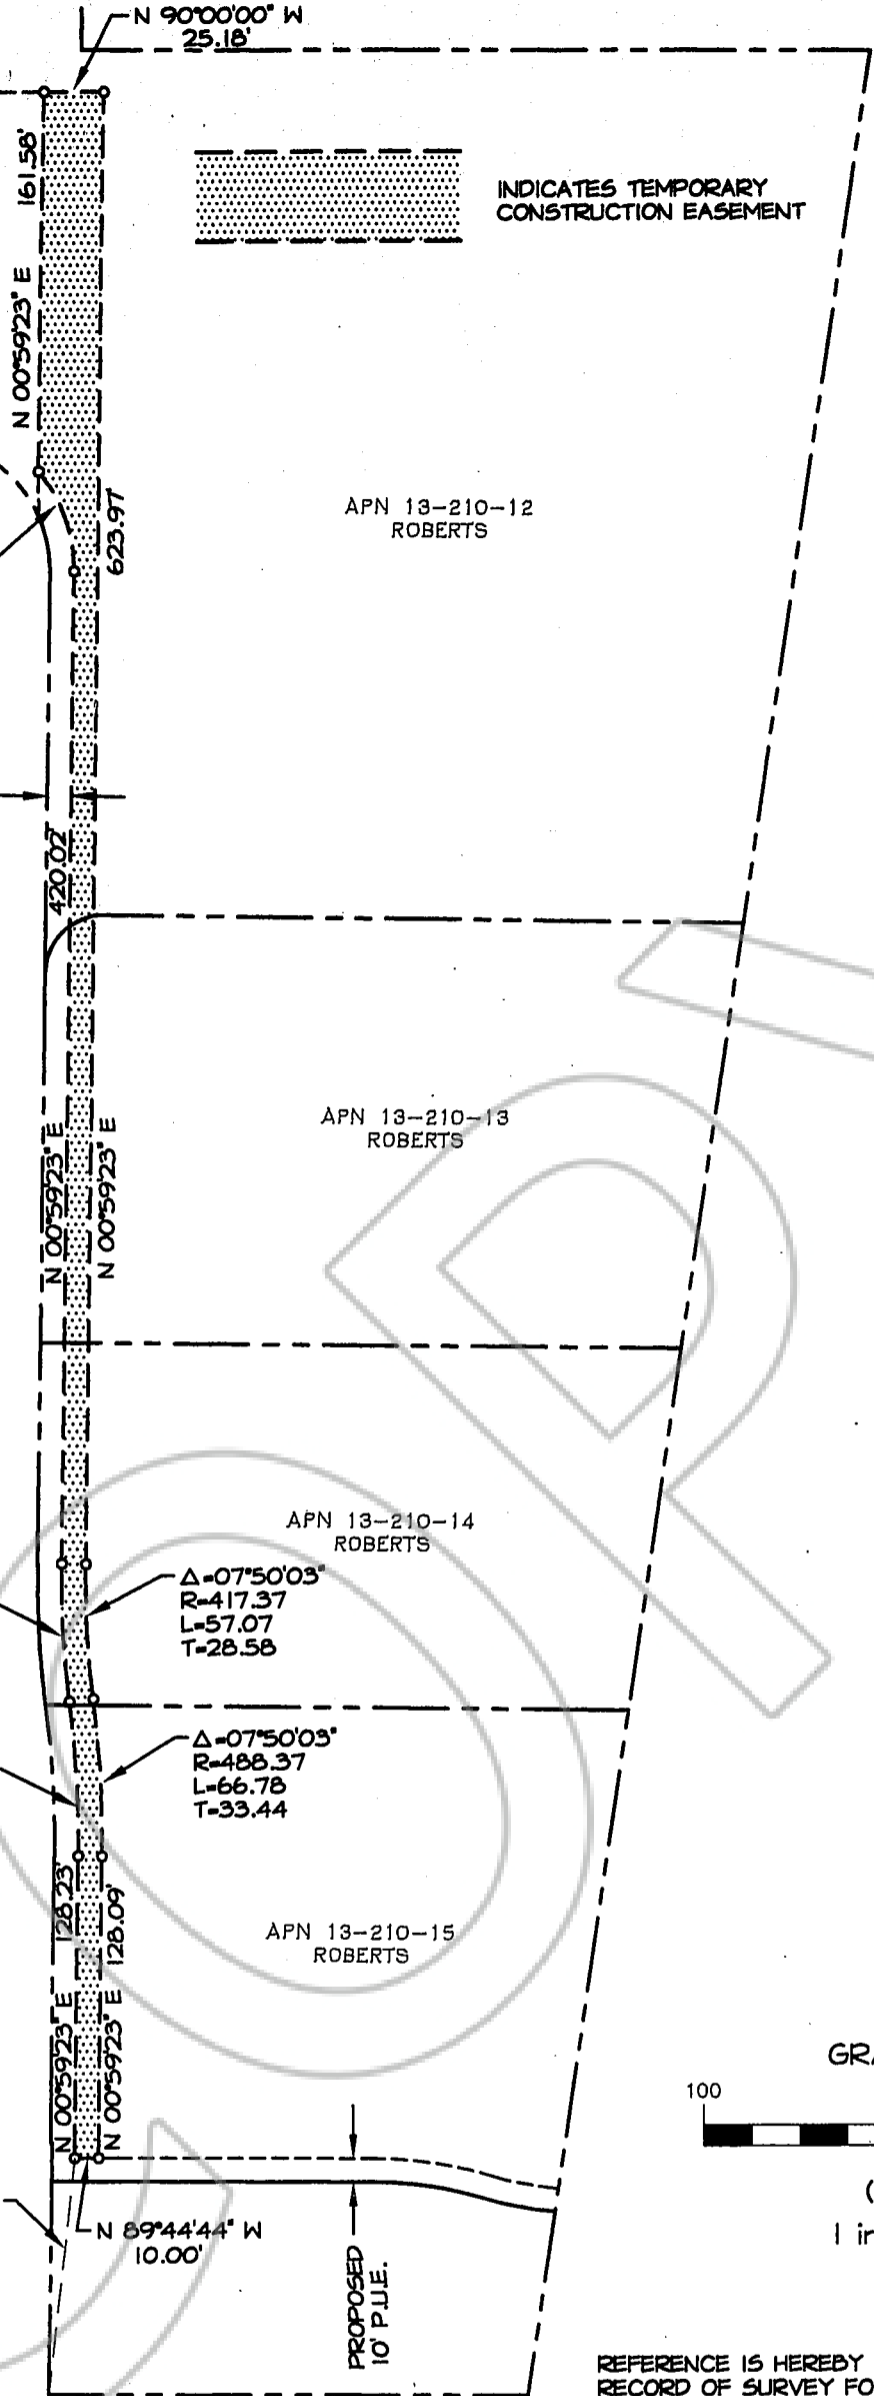 N 90°00'00" W
25.18'
161.58'
N 00°59'23" E
INDICATES TEMPORARY
CONSTRUCTION EASEMENT
APN 13-210-12
ROBERTS
623.97
420.02'
APN 13-210-13
ROBERTS
N 00°59'23" E
N 00°59'23" E
APN 13-210-14
ROBERTS
Δ=07°50'03"
R=417.37
L=57.07
T=28.58
Δ=07°50'03"
R=488.37
L=66.78
T=33.44
128.23'
128.09'
APN 13-210-15
ROBERTS
N 00°59'23" E
N 00°59'23" E
100
N 89°44'44" W
10.00'
PROPOSED
10' P.U.E.
REFERENCE IS HEREBY
RECORD OF SURVEY